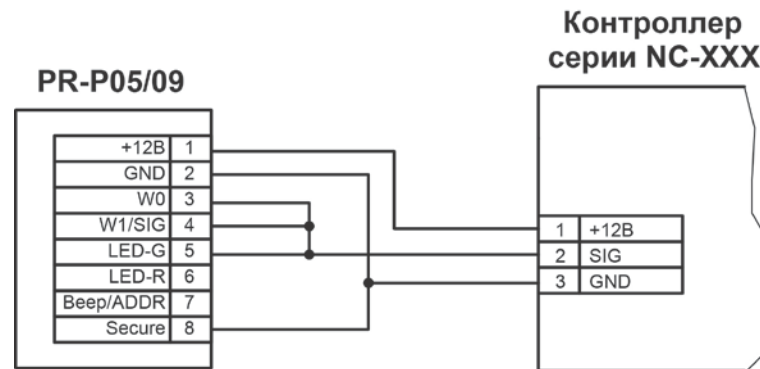 Контроллер
серии NC-XXX
PR-P05/09
+12В 1
GND 2
W0 3
W1/SIG 4
LED-G 5
LED-R 6
Beep/ADDR 7
Secure 8
1 +12В
2 SIG
3 GND